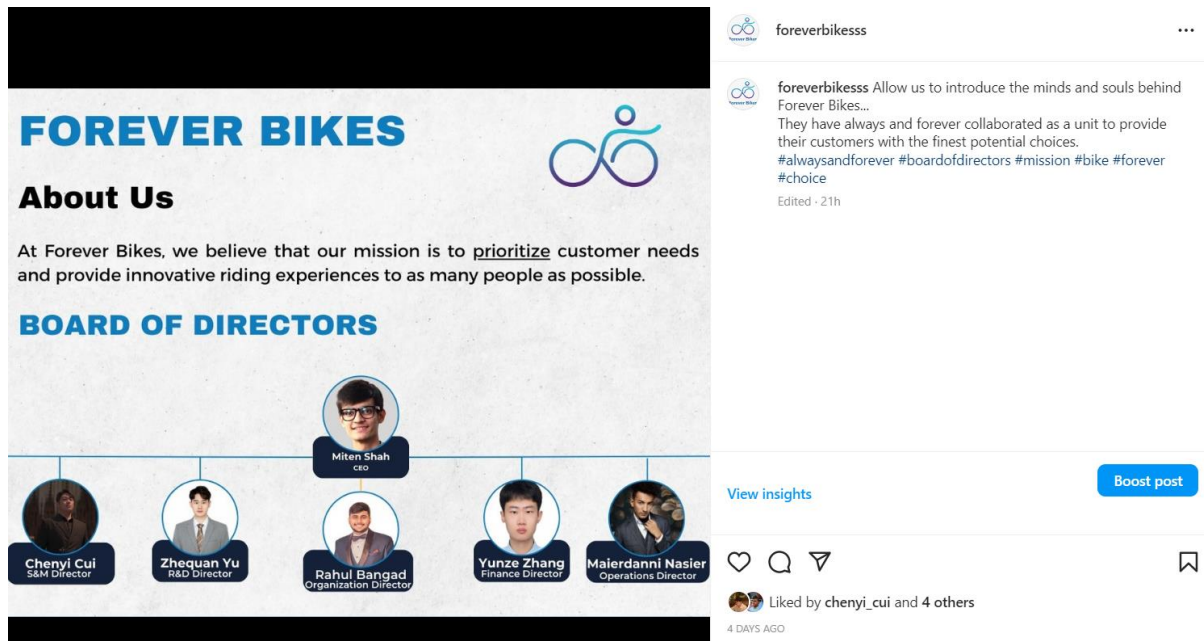 FOREVER BIKES
About Us
At Forever Bikes, we believe that our mission is to prioritize customer needs
and provide innovative riding experiences to as many people as possible.
BOARD OF DIRECTORS
Miten Shah
CEO
Chenyi Cui
S&M Director
Zhequan Yu
R&D Director
Rahul Bangad
Organization Director
Yunze Zhang
Finance Director
Maierdanni Nasier
Operations Director
foreverbikesss
foreverbikesss Allow us to introduce the minds and souls behind
Forever Bikes...
They have always and forever collaborated as a unit to provide
their customers with the finest potential choices.
#alwaysandforever #boardofdirectors #mission #bike #forever
#choice
Edited · 21h
View insights
Boost post
Liked by chenyi_cui and 4 others
4 DAYS AGO